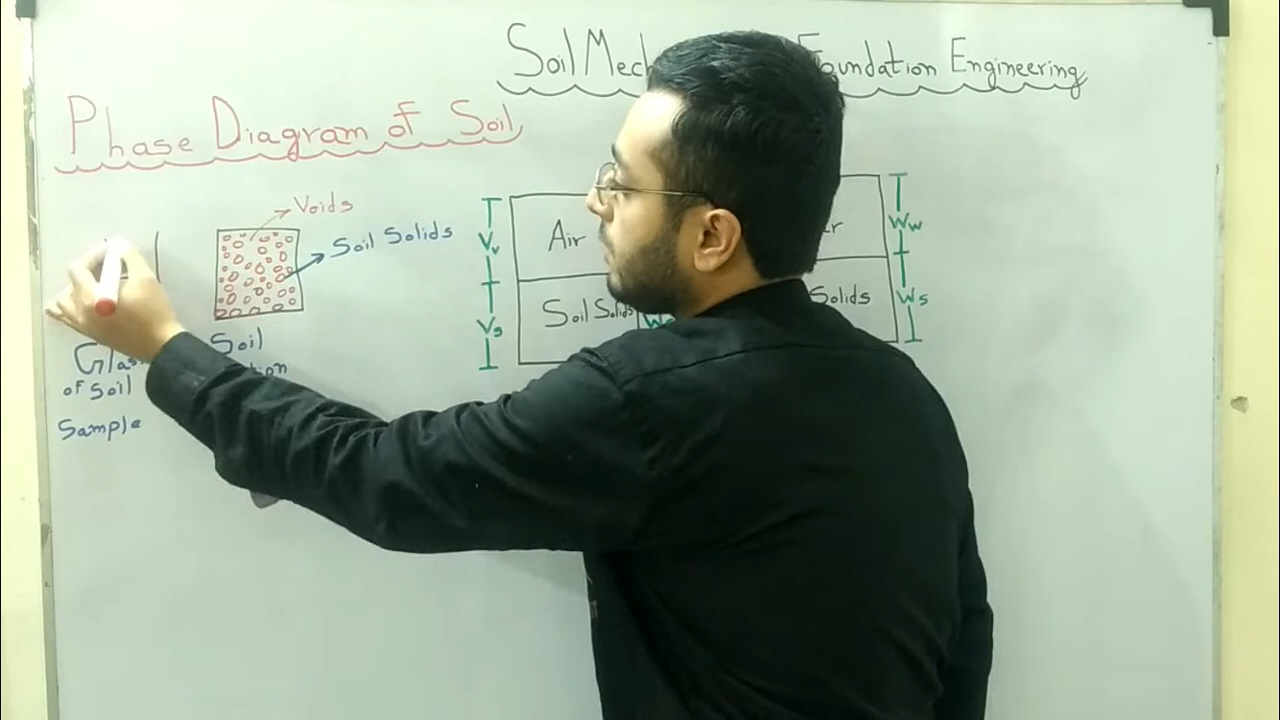 Soil Mech Foundation Engineering
Phase Diagram of Soil
Voids
Soil Solids
Glas
of Soil
Sample
Soil
Air
Vv
Soil Solids
Vs
Ww
Solids
Ws